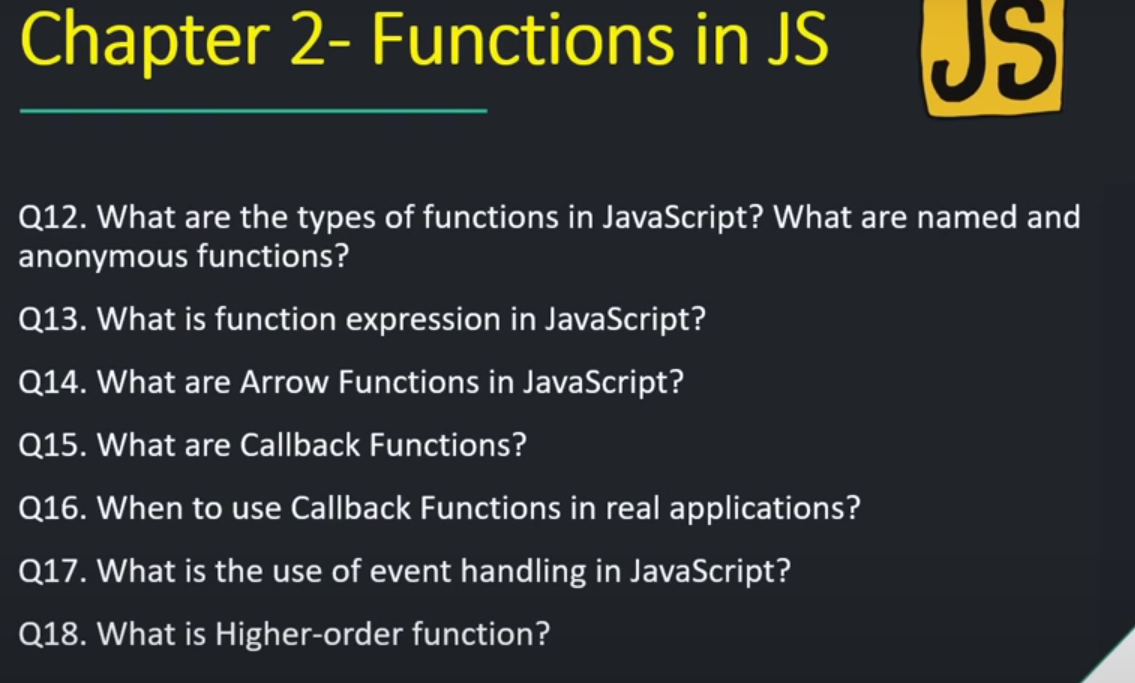 Chapter 2- Functions in JS
JS
Q12. What are the types of functions in JavaScript? What are named and
anonymous functions?
Q13. What is function expression in JavaScript?
Q14. What are Arrow Functions in JavaScript?
Q15. What are Callback Functions?
Q16. When to use Callback Functions in real applications?
Q17. What is the use of event handling in JavaScript?
Q18. What is Higher-order function?